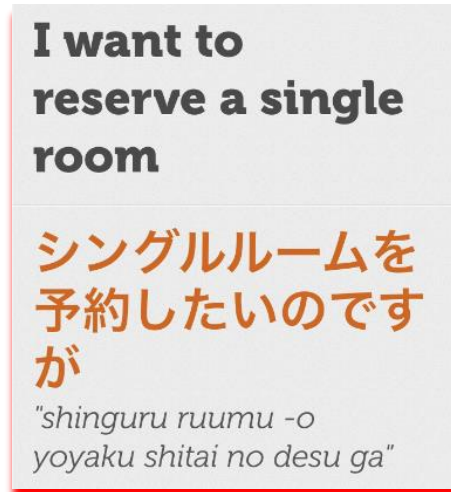 I want to
reserve a single
room
シングルルームを
予約したいのです
が
"shinguru ruumu -o
yoyaku shitai no desu ga"